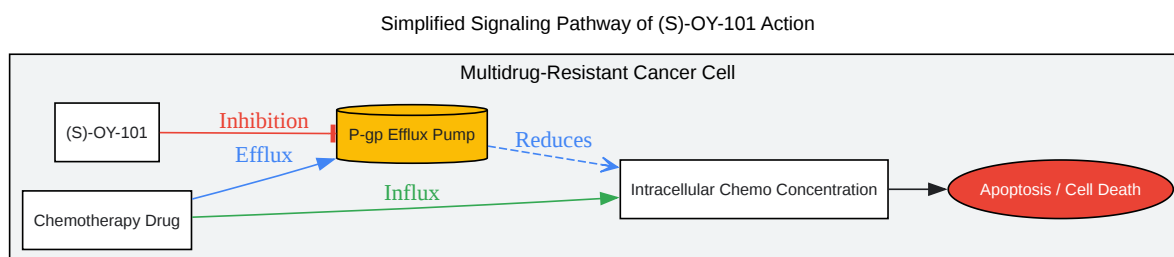 Simplified Signaling Pathway of (S)-OY-101 Action
Multidrug-Resistant Cancer Cell
(S)-OY-101
Inhibition
P-gp Efflux Pump
Efflux
Reduces
Chemotherapy Drug
Influx
Intracellular Chemo Concentration
Apoptosis / Cell Death